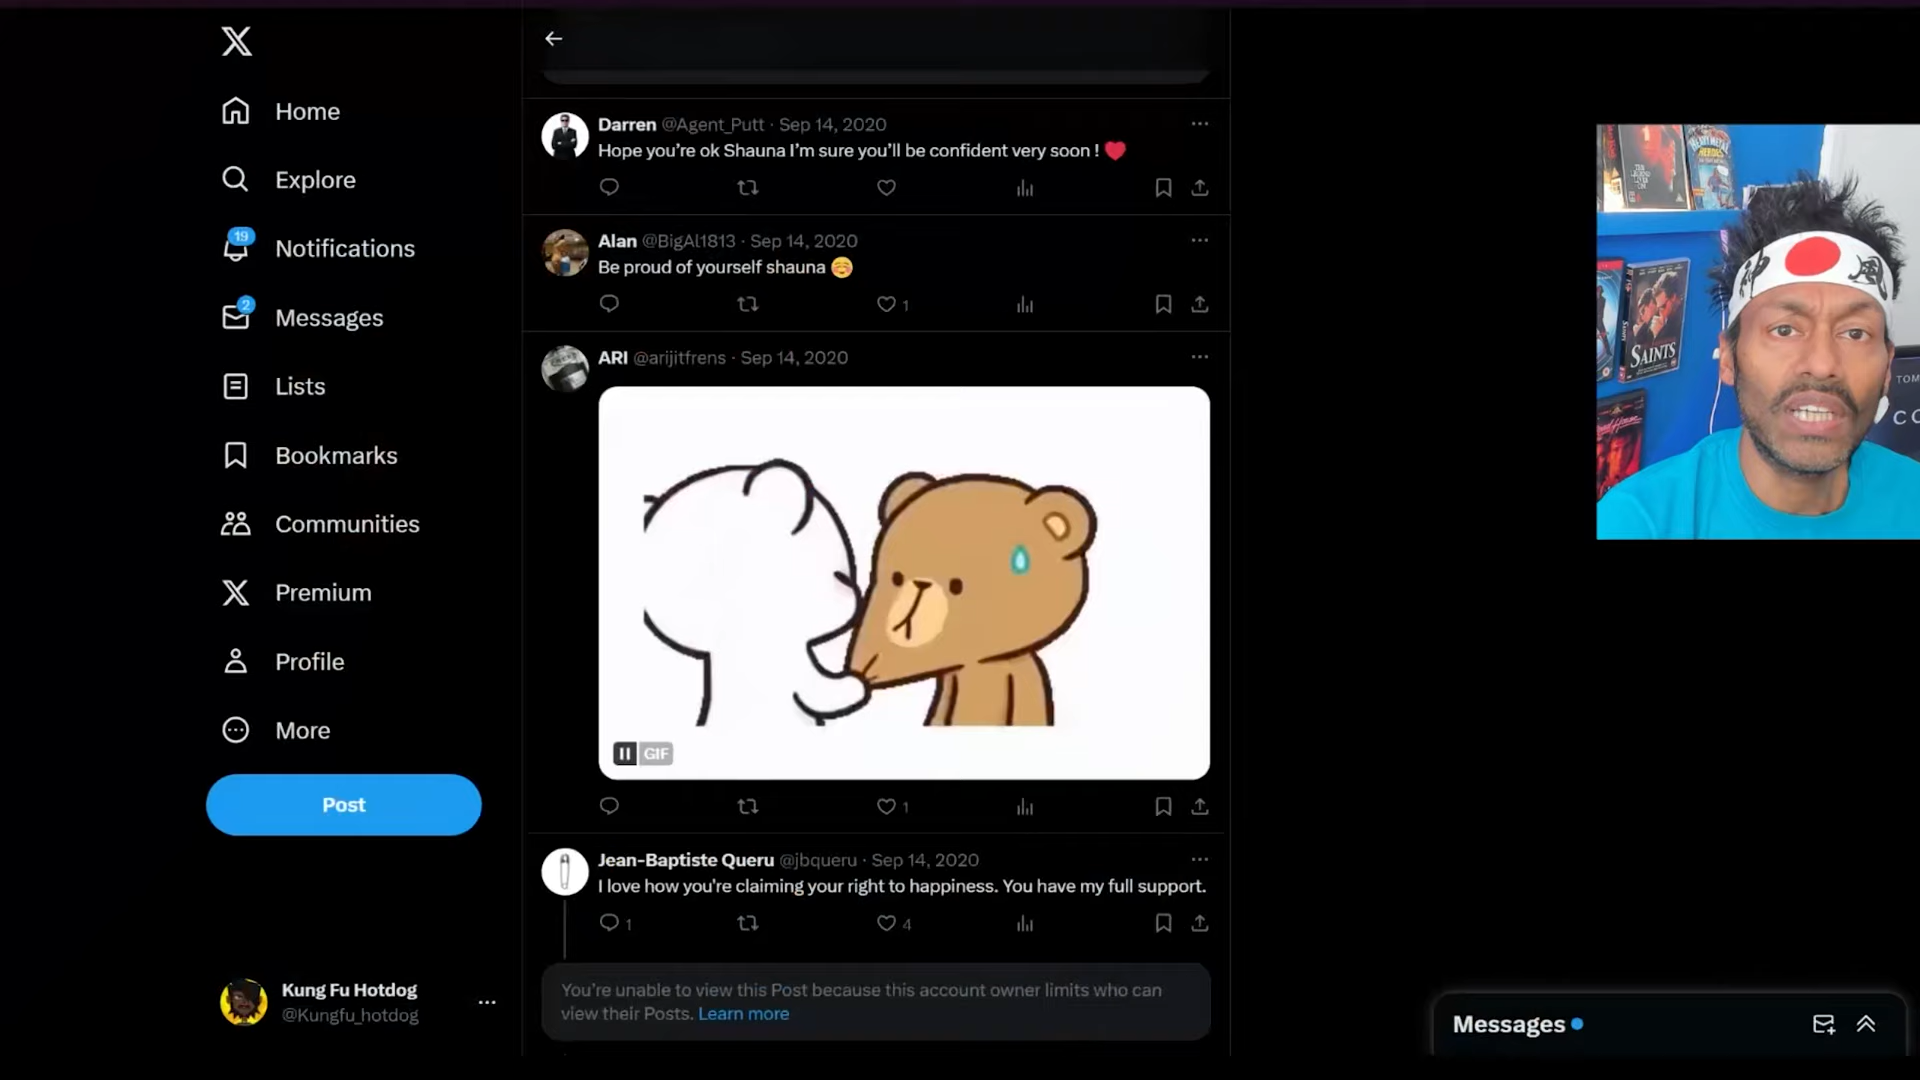 Home
Explore
19
Notifications
2
Messages
Lists
Bookmarks
Communities
Premium
Profile
More
Post
Kung Fu Hotdog
@Kungfu_hotdog
Darren @Agent_Putt · Sep 14, 2020
Hope you're ok Shauna I'm sure you'll be confident very soon ! ❤️
Alan @BigAl1813 · Sep 14, 2020
Be proud of yourself shauna ☺️
1
ARI @arijitfrens · Sep 14, 2020
GIF
1
Jean-Baptiste Queru @jbqueru · Sep 14, 2020
I love how you're claiming your right to happiness. You have my full support.
1 4
You're unable to view this Post because this account owner limits who can
view their Posts. Learn more
神 風
SAINTS
TOM
CO
Messages